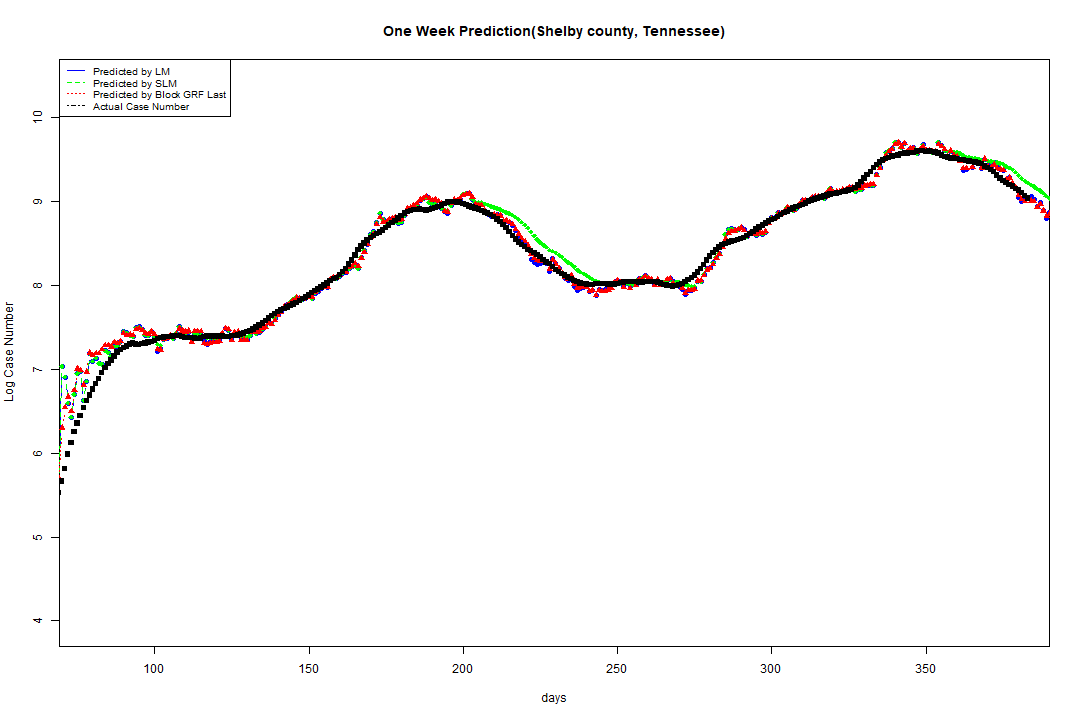 One Week Prediction(Shelby county, Tennessee)
Predicted by LM
Predicted by SLM
Predicted by Block GRF Last
Actual Case Number
10
9
8
7
6
5
4
Log Case Number
100 150 200 250 300 350
days